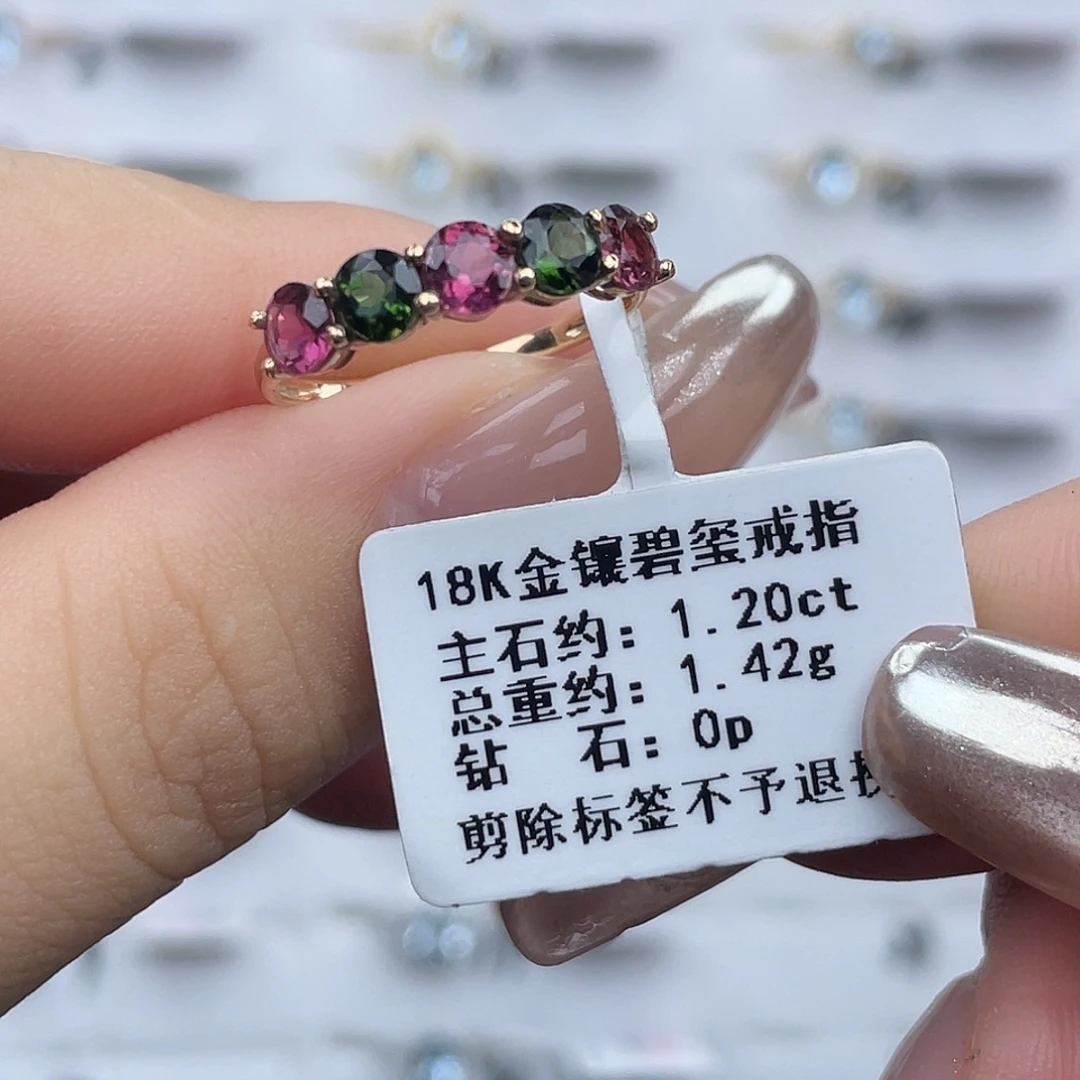 18K金镶碧玺戒指
主石约: 1.20ct
总重约: 1.42g
钻 石: 0p
剪除标签不予退